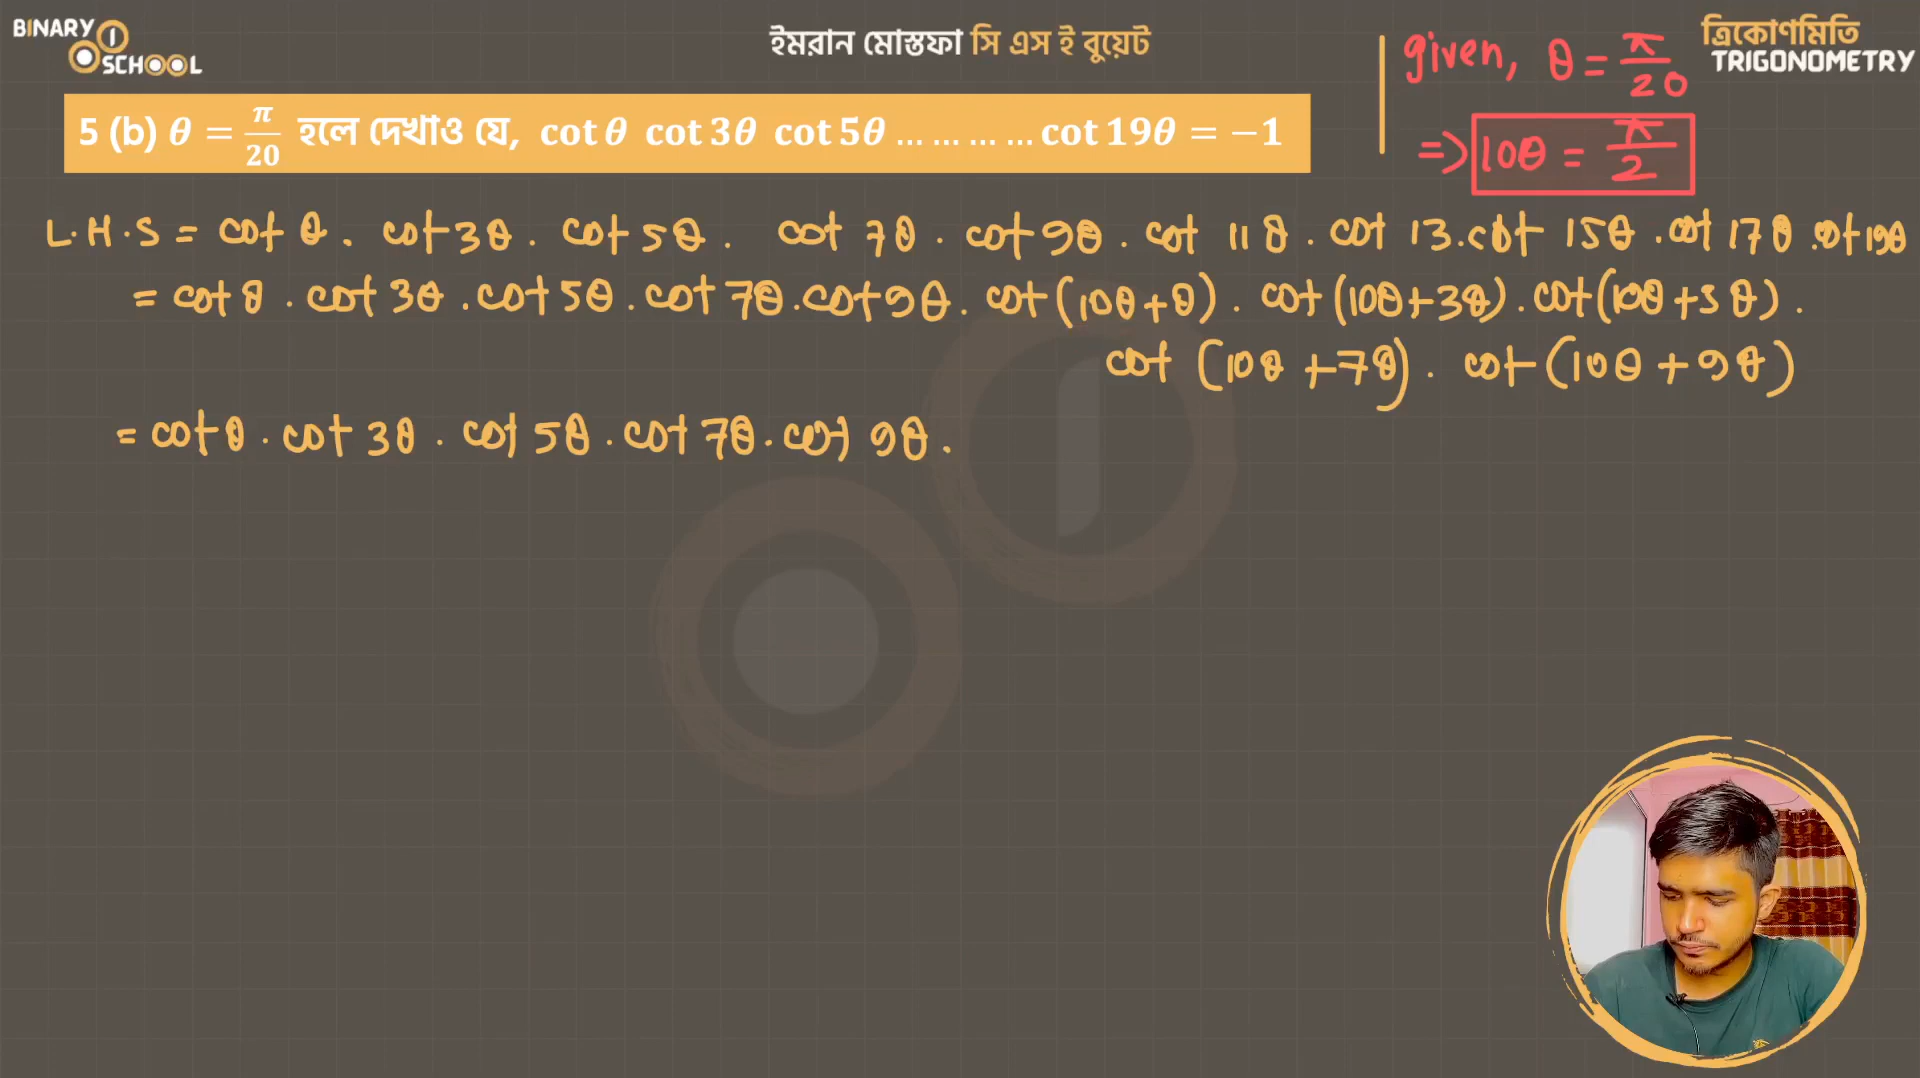 BINARY SCHOOL
ইমরান মোস্তফা সি এস ই বুয়েট
ত্রিকোণমিতি
TRIGONOMETRY
given, θ = π/20
⇒ 10θ = π/2
5 (b) θ = π/20 হলে দেখাও যে, cot θ cot 3θ cot 5θ ... ... ... ... cot 19θ = −1
L.H.S = cot θ . cot 3θ . cot 5θ . cot 7θ . cot 9θ . cot 11θ . cot 13 . cot 15θ . cot 17θ . cot 19θ
= cot θ . cot 3θ . cot 5θ . cot 7θ . cot 9θ . cot (10θ + θ) . cot (10θ + 3θ) . cot (10θ + 5θ) .
cot (10θ + 7θ) . cot (10θ + 9θ)
= cot θ . cot 3θ . cot 5θ . cot 7θ . cot 9θ .